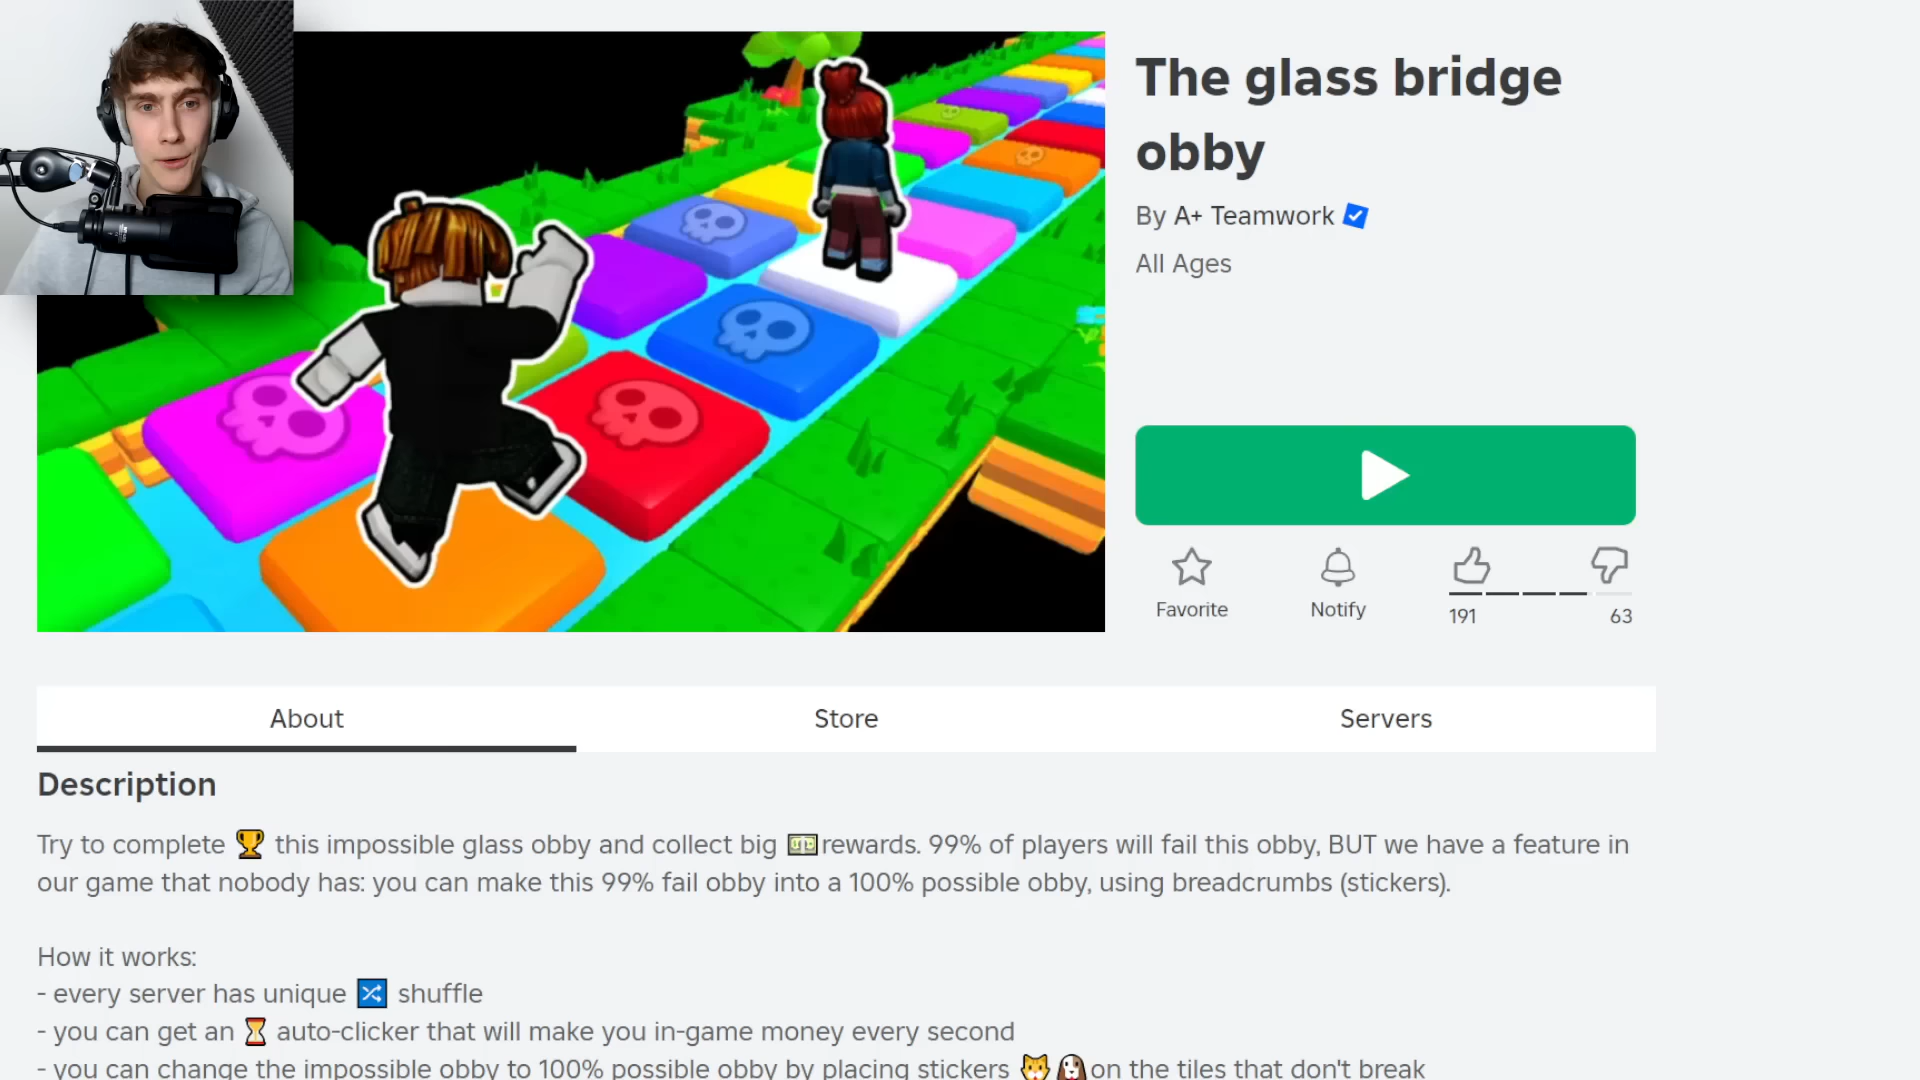 The glass bridge
obby
By A+ Teamwork
All Ages
Favorite
Notify
191
63
About
Store
Servers
Description
Try to complete 🏆 this impossible glass obby and collect big 💵rewards. 99% of players will fail this obby, BUT we have a feature in
our game that nobody has: you can make this 99% fail obby into a 100% possible obby, using breadcrumbs (stickers).
How it works:
- every server has unique 🔀 shuffle
- you can get an ⏳ auto-clicker that will make you in-game money every second
- you can change the impossible obby to 100% possible obby by placing stickers 🐱🐶on the tiles that don't break